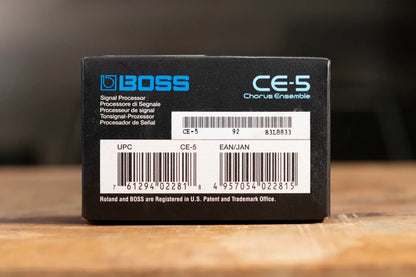 BOSS
CE-5
Chorus Ensemble
Signal Processor
Processore di Segnale
Processeur de signal
Tonsignal-Prozessor
Procesador de Señal
CE-5 92 B3L8833
UPC CE-5 EAN/JAN
7 61294 02281 8 4 957054 022815
Roland and BOSS are Registered in U.S. Patent and Trademark Office.